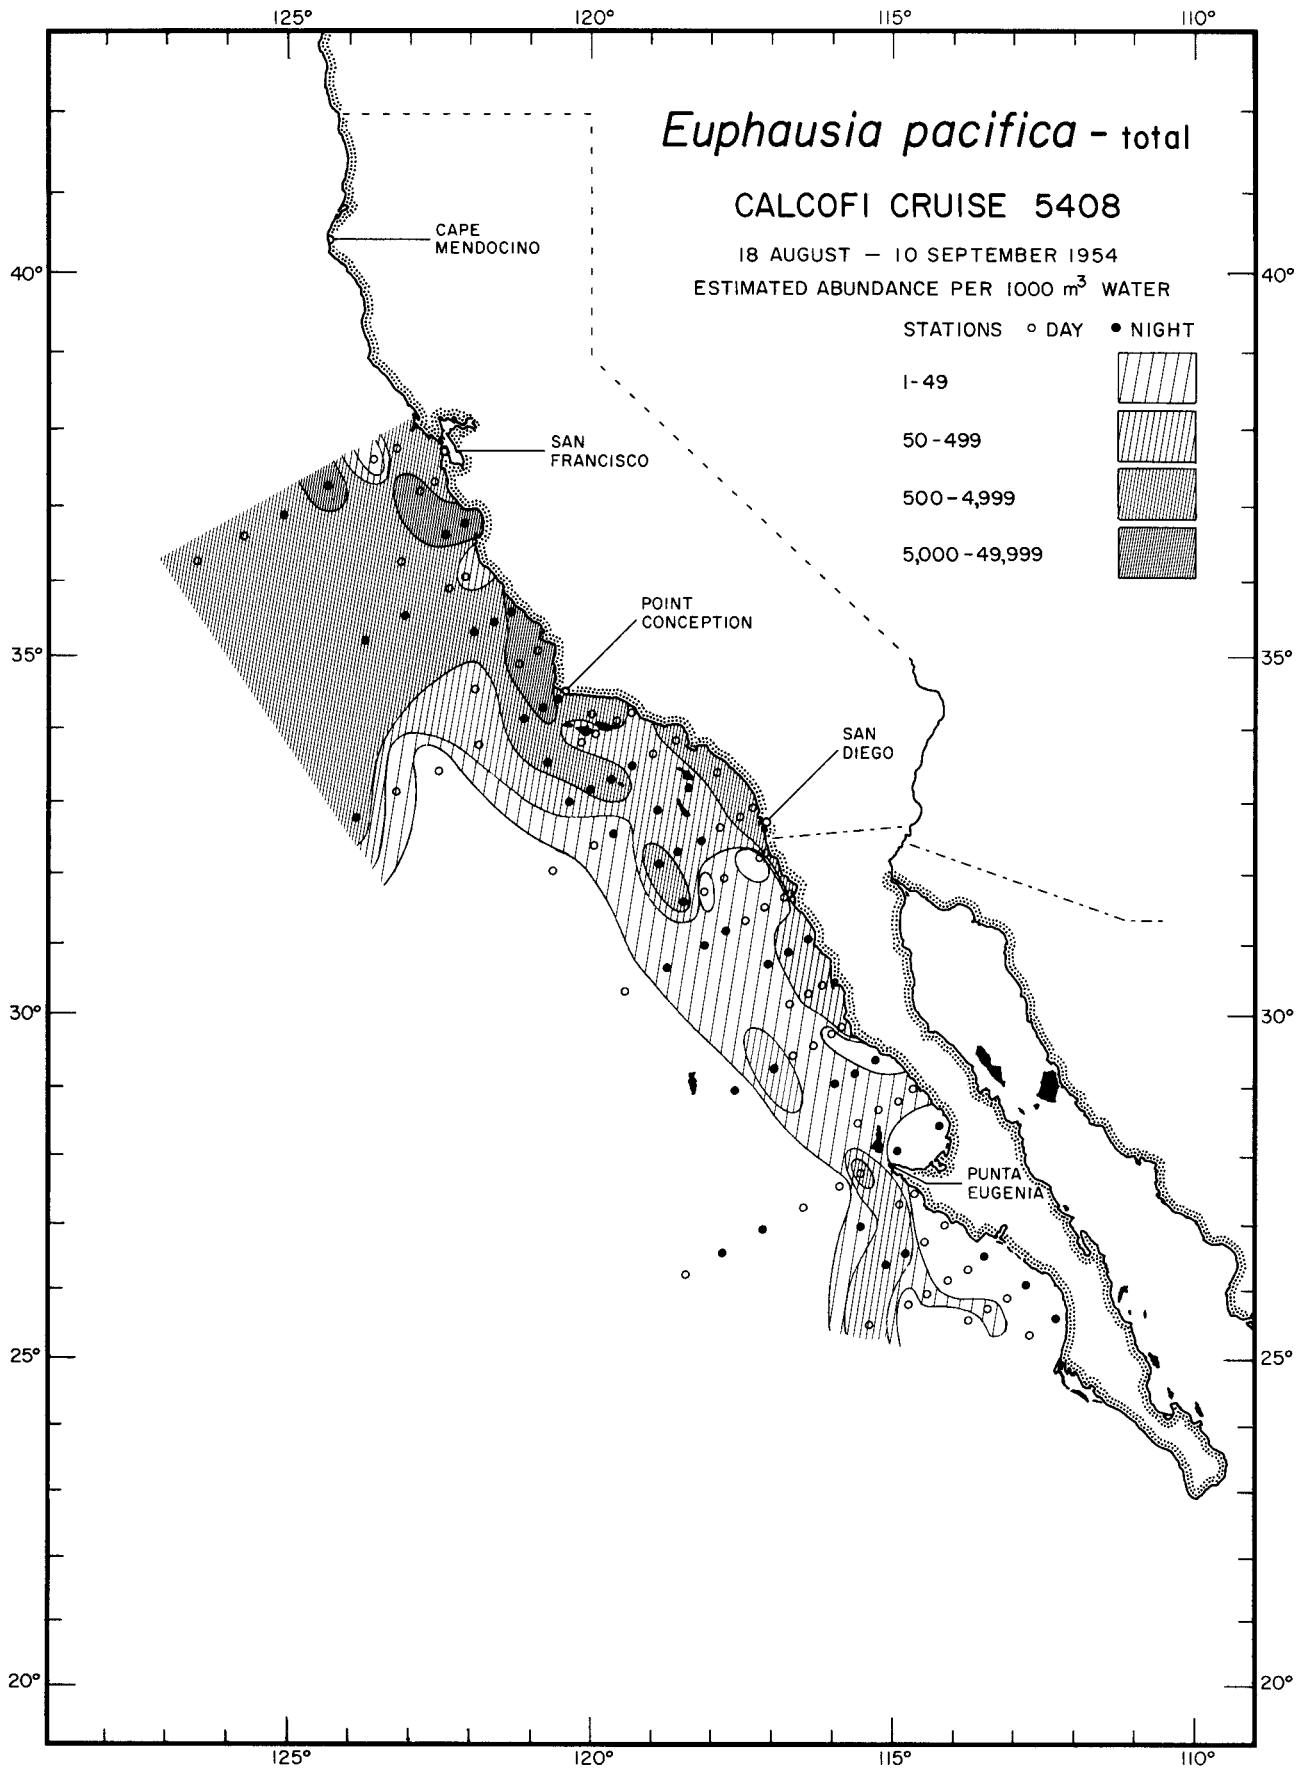 125° 120° 115° 110°
Euphausia pacifica - total
CALCOFI CRUISE 5408
18 AUGUST — 10 SEPTEMBER 1954
ESTIMATED ABUNDANCE PER 1000 m³ WATER
STATIONS ○ DAY ● NIGHT
1-49
50-499
500-4,999
5,000-49,999
CAPE
MENDOCINO
40° 40°
SAN
FRANCISCO
POINT
CONCEPTION
35° 35°
SAN
DIEGO
30° 30°
PUNTA
EUGENIA
25° 25°
20° 20°
125° 120° 115° 110°